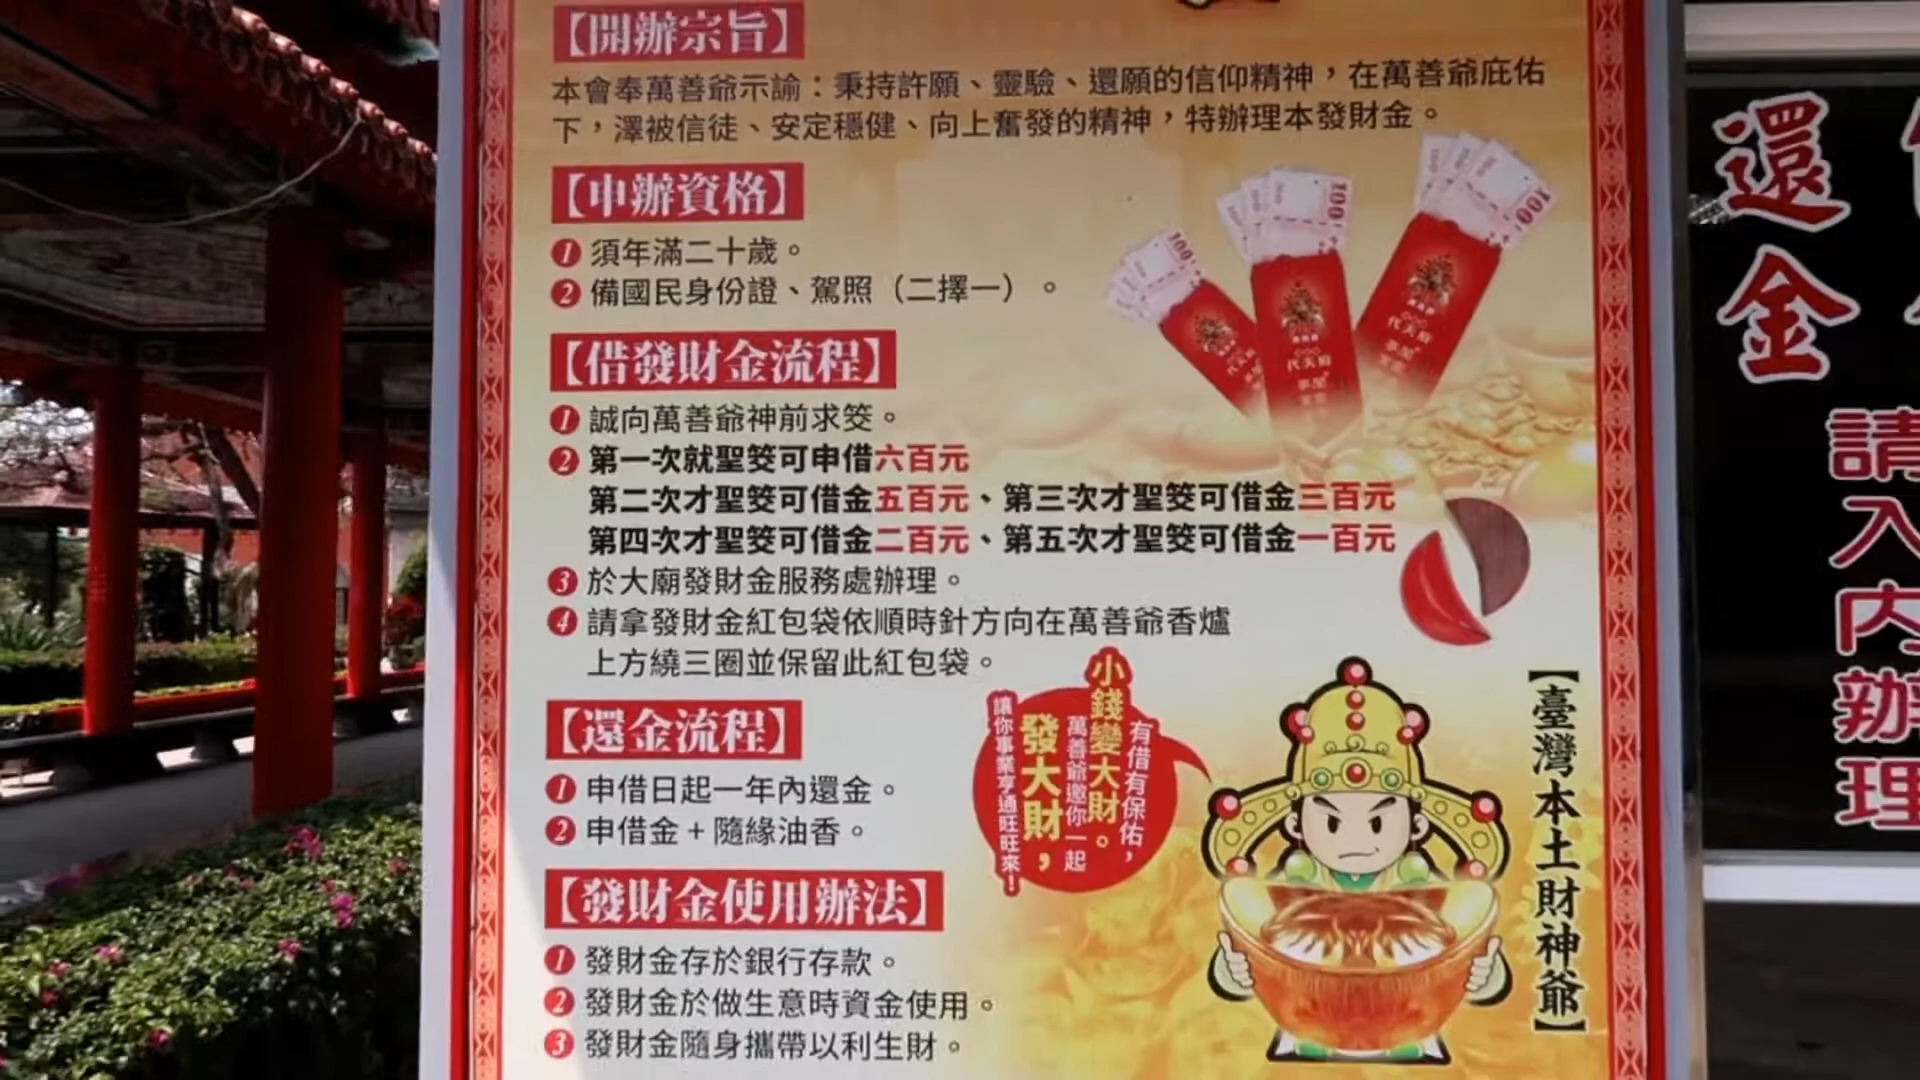 【開辦宗旨】
本會奉萬善爺示諭：秉持許願、靈驗、還願的信仰精神，在萬善爺庇佑
下，澤被信徒、安定穩健、向上奮發的精神，特辦理本發財金。
【申辦資格】
1 須年滿二十歲。
2 備國民身份證、駕照（二擇一）。
【借發財金流程】
1 誠向萬善爺神前求筊。
2 第一次就聖筊可申借六百元
第二次才聖筊可借金五百元、第三次才聖筊可借金三百元
第四次才聖筊可借金二百元、第五次才聖筊可借金一百元
3 於大廟發財金服務處辦理。
4 請拿發財金紅包袋依順時針方向在萬善爺香爐
上方繞三圈並保留此紅包袋。
【還金流程】
1 申借日起一年內還金。
2 申借金+隨緣油香。
【發財金使用辦法】
1 發財金存於銀行存款。
2 發財金於做生意時資金使用。
3 發財金隨身攜帶以利生財。
100
100
100
代天府
代天府
有借有保佑，
小錢變大財。
萬善爺邀你一起
發大財，
讓你事業亨通旺旺來！
【臺灣本土財神爺】
還金
請入內辦理